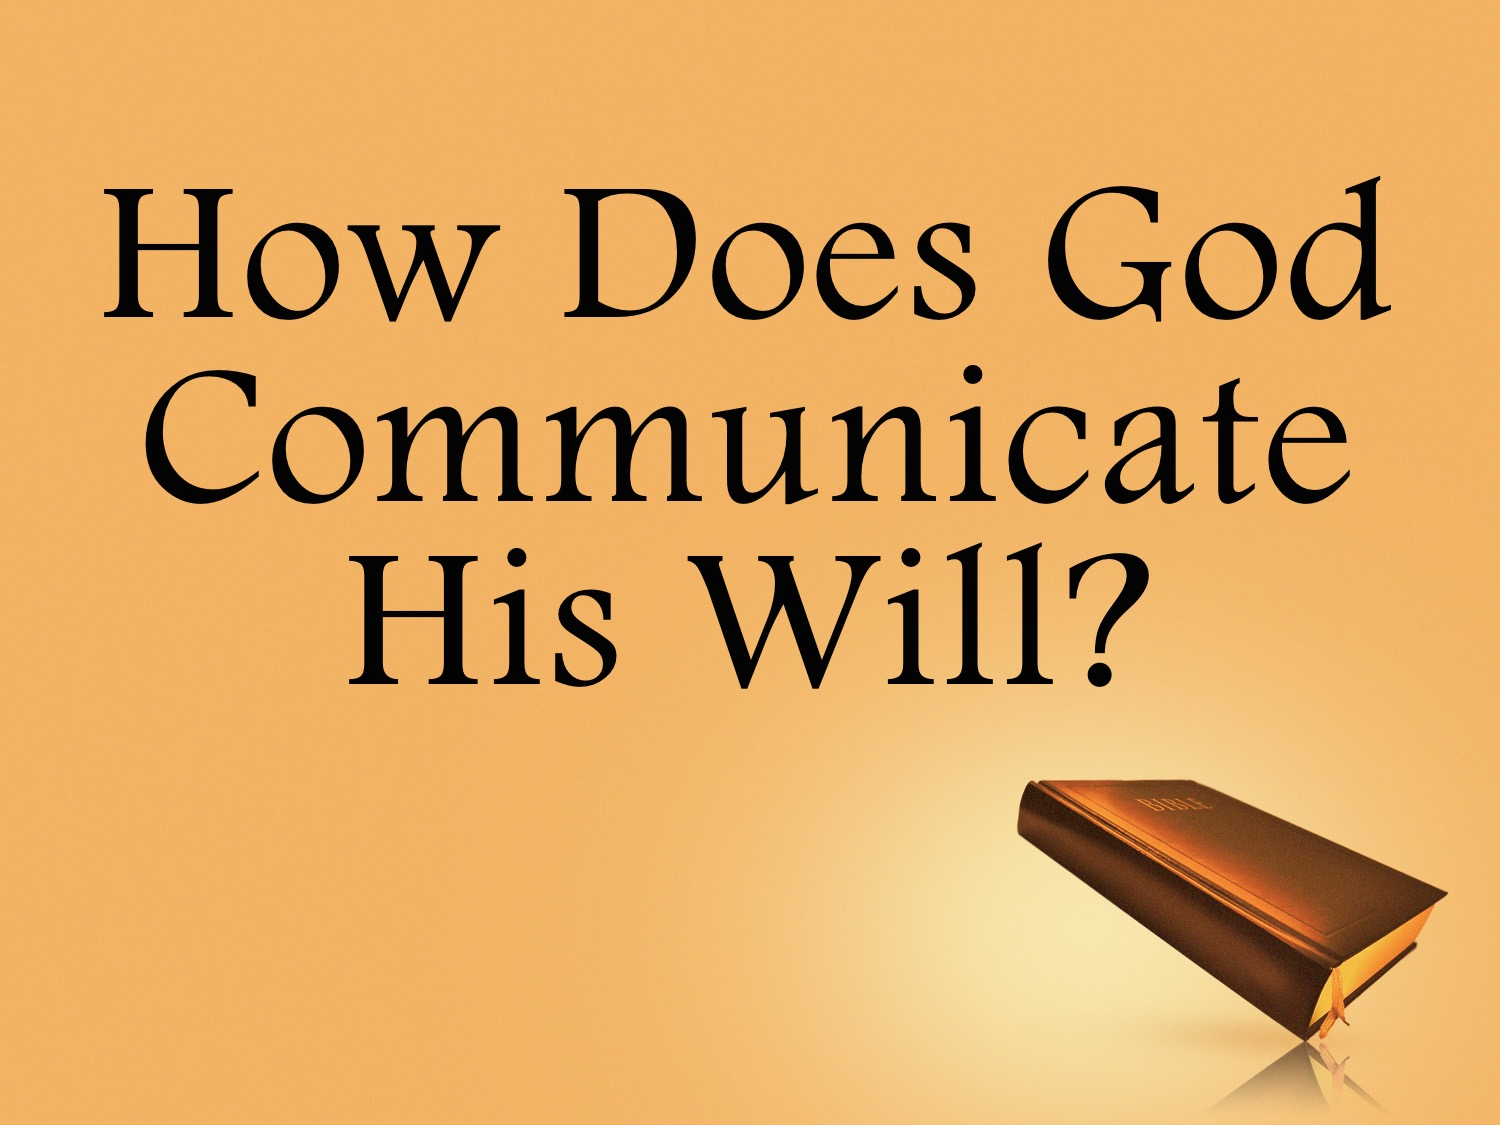 How Does God
Communicate
His Will?
BIBLE